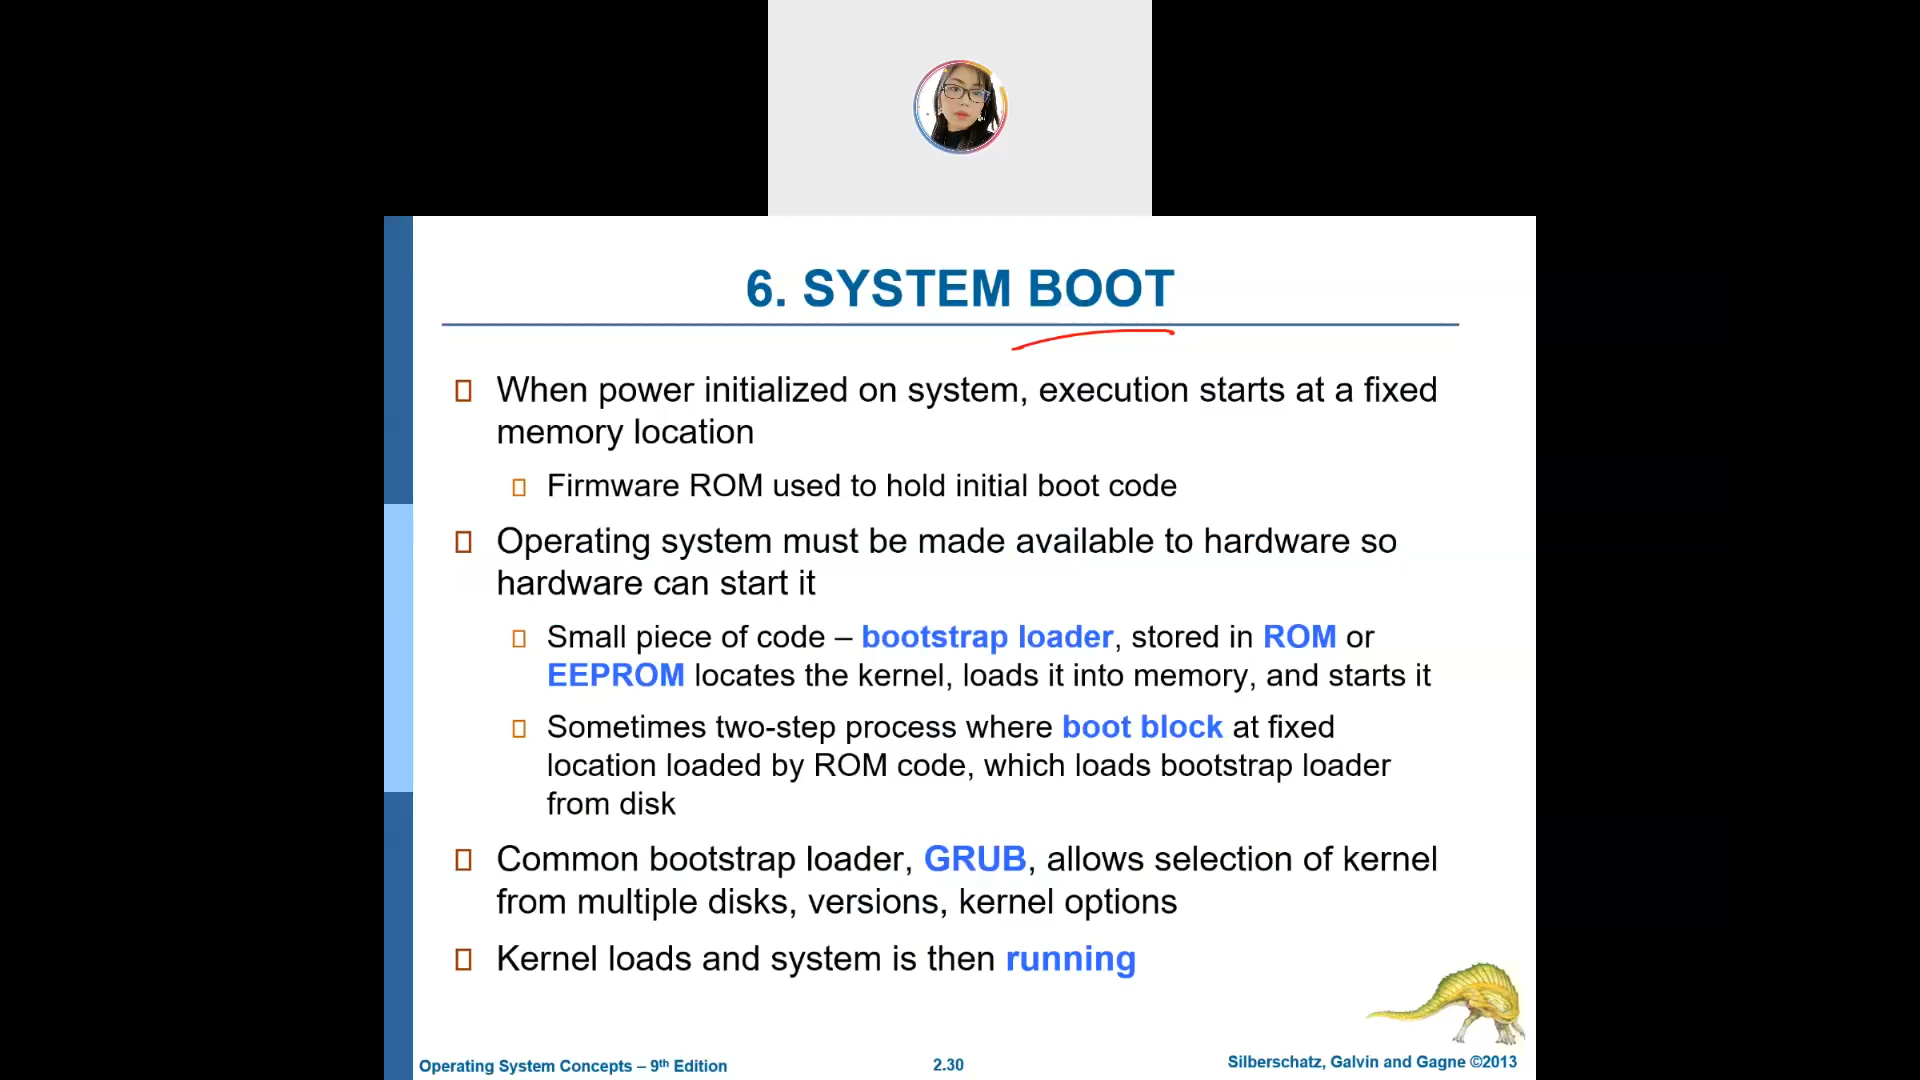 6. SYSTEM BOOT
When power initialized on system, execution starts at a fixed
memory location
Firmware ROM used to hold initial boot code
Operating system must be made available to hardware so
hardware can start it
Small piece of code – bootstrap loader, stored in ROM or
EEPROM locates the kernel, loads it into memory, and starts it
Sometimes two-step process where boot block at fixed
location loaded by ROM code, which loads bootstrap loader
from disk
Common bootstrap loader, GRUB, allows selection of kernel
from multiple disks, versions, kernel options
Kernel loads and system is then running
Operating System Concepts – 9th Edition
2.30
Silberschatz, Galvin and Gagne ©2013